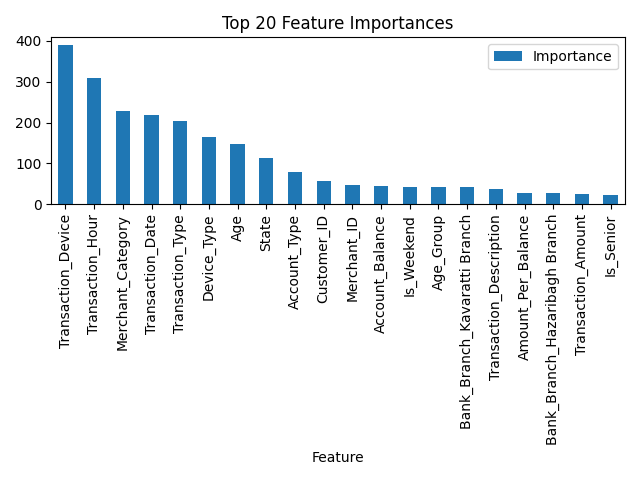 Top 20 Feature Importances
400
300
200
100
0
Importance
Transaction_Device
Transaction_Hour
Merchant_Category
Transaction_Date
Transaction_Type
Device_Type
Age
State
Account_Type
Customer_ID
Merchant_ID
Account_Balance
Is_Weekend
Age_Group
Bank_Branch_Kavaratti Branch
Transaction_Description
Amount_Per_Balance
Bank_Branch_Hazaribagh Branch
Transaction_Amount
Is_Senior
Feature